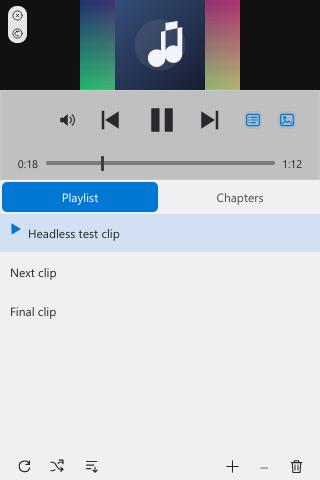 0:18
1:12
Playlist
Chapters
Headless test clip
Next clip
Final clip